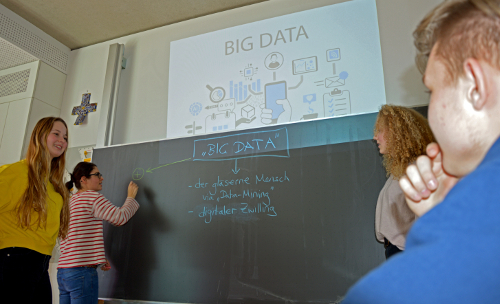 BIG DATA
„BIG DATA"
- der gläserne Mensch
"Data-Mining"
- digitaler Zwilling